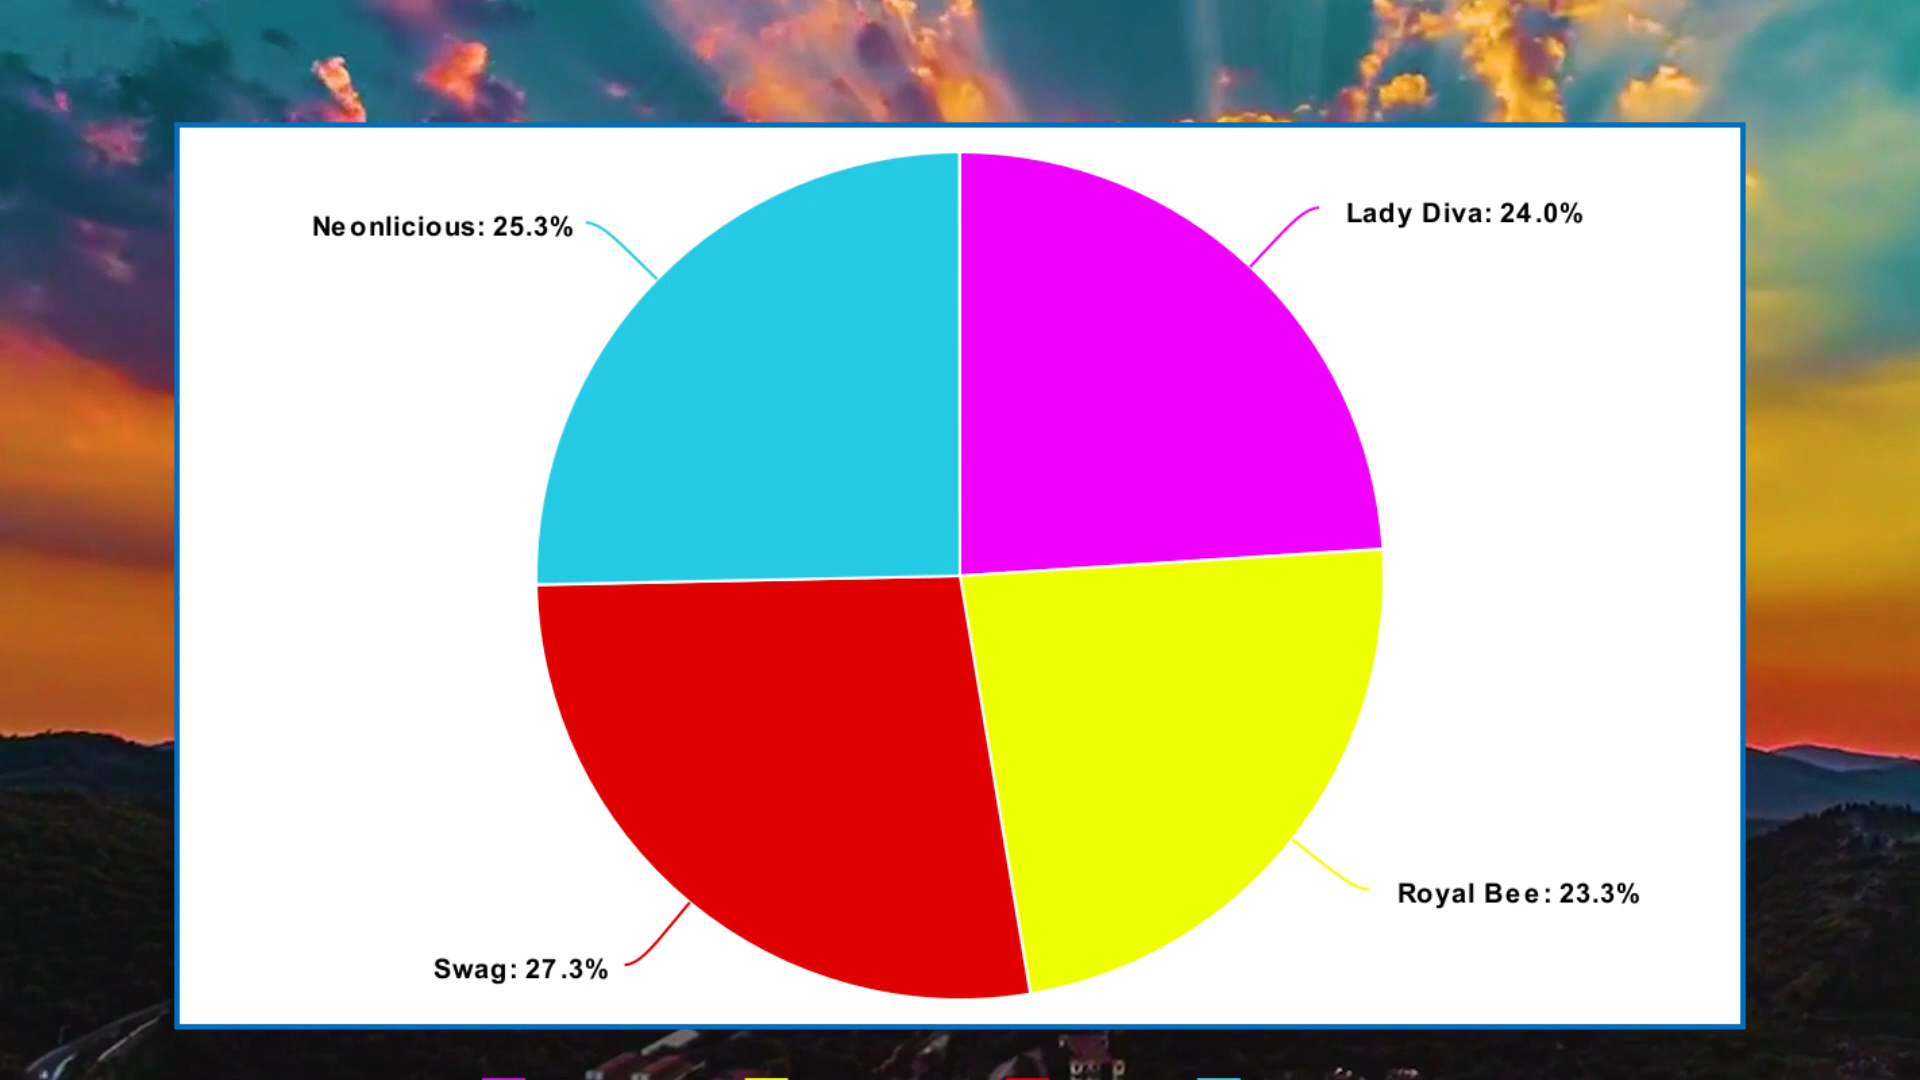 Lady Diva: 24.0%
Neonlicious: 25.3%
Royal Bee: 23.3%
Swag: 27.3%